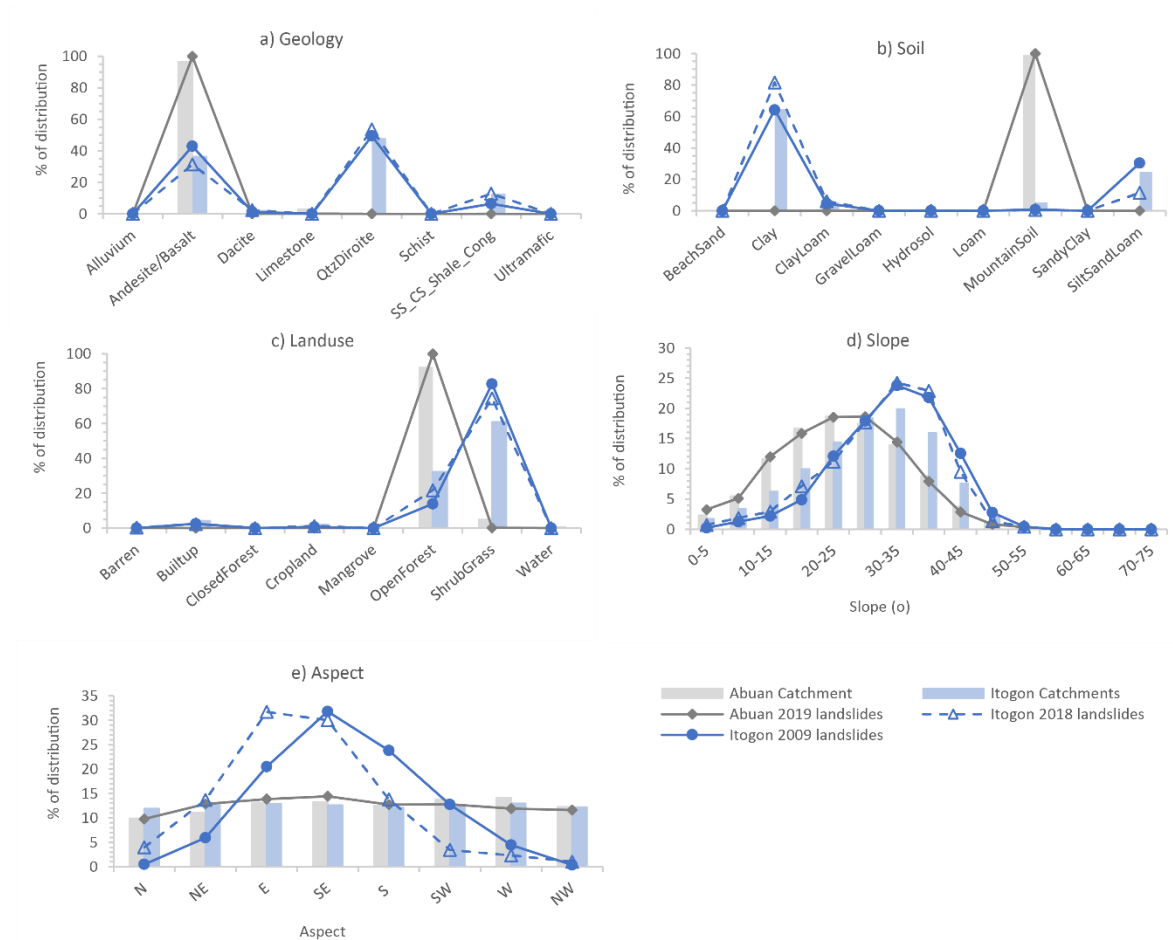 a) Geology
% of distribution
100
80
60
40
20
0
Alluvium
Andesite/Basalt
Dacite
Limestone
QtzDiroite
Schist
SS_CS_Shale_Cong
Ultramafic
b) Soil
% of distribution
100
80
60
40
20
0
BeachSand
Clay
ClayLoam
GravelLoam
Hydrosol
Loam
MountainSoil
SandyClay
SiltSandLoam
c) Landuse
% of distribution
100
80
60
40
20
0
Barren
Builtup
ClosedForest
Cropland
Mangrove
OpenForest
ShrubGrass
Water
d) Slope
% of distribution
30
25
20
15
10
5
0
0-5
10-15
20-25
30-35
40-45
50-55
60-65
70-75
Slope (o)
e) Aspect
% of distribution
35
30
25
20
15
10
5
0
N
NE
E
SE
S
SW
W
NW
Aspect
Abuan Catchment
Itogon Catchments
Abuan 2019 landslides
Itogon 2018 landslides
Itogon 2009 landslides